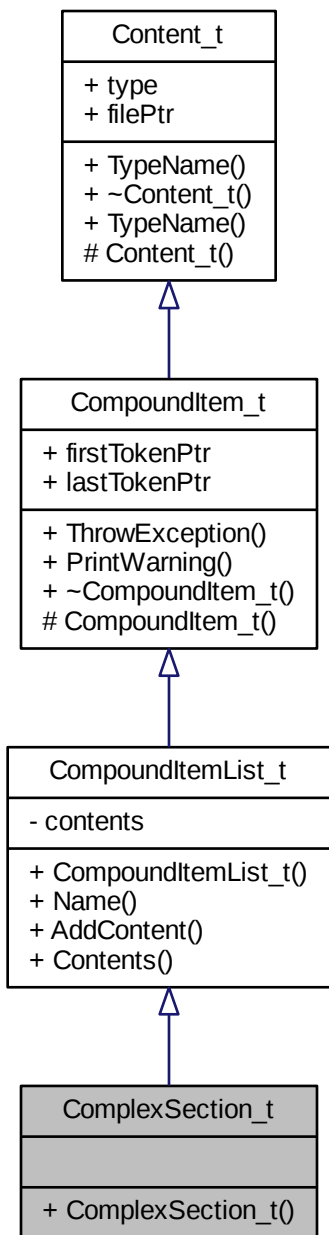 Content_t
+ type
+ filePtr
+ TypeName()
+ ~Content_t()
+ TypeName()
# Content_t()
CompoundItem_t
+ firstTokenPtr
+ lastTokenPtr
+ ThrowException()
+ PrintWarning()
+ ~CompoundItem_t()
# CompoundItem_t()
CompoundItemList_t
- contents
+ CompoundItemList_t()
+ Name()
+ AddContent()
+ Contents()
ComplexSection_t
+ ComplexSection_t()